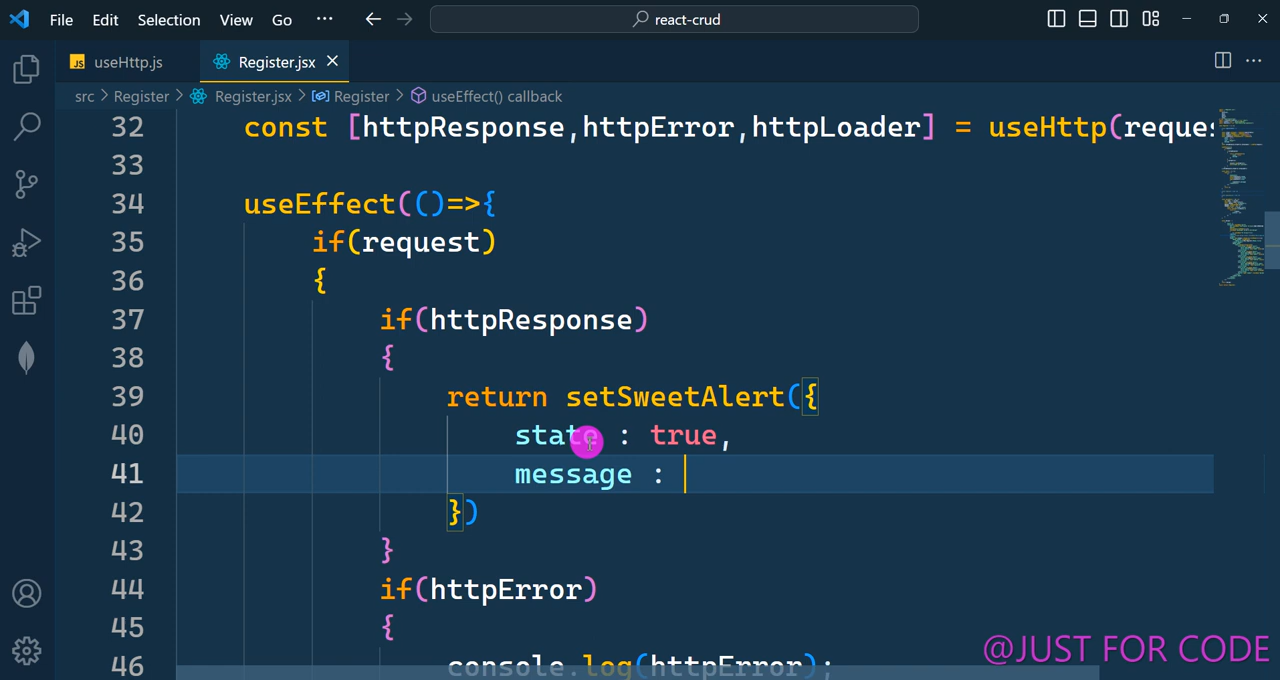 File Edit Selection View Go ··· react-crud
useHttp.js Register.jsx
src > Register > Register.jsx > Register > useEffect() callback
32 const [httpResponse,httpError,httpLoader] = useHttp(reques
33
34 useEffect(()=>{
35 if(request)
36 {
37 if(httpResponse)
38 {
39 return setSweetAlert({
40 state : true,
41 message :
42 })
43 }
44 if(httpError)
45 {
46 console.log(httpError);
@JUST FOR CODE